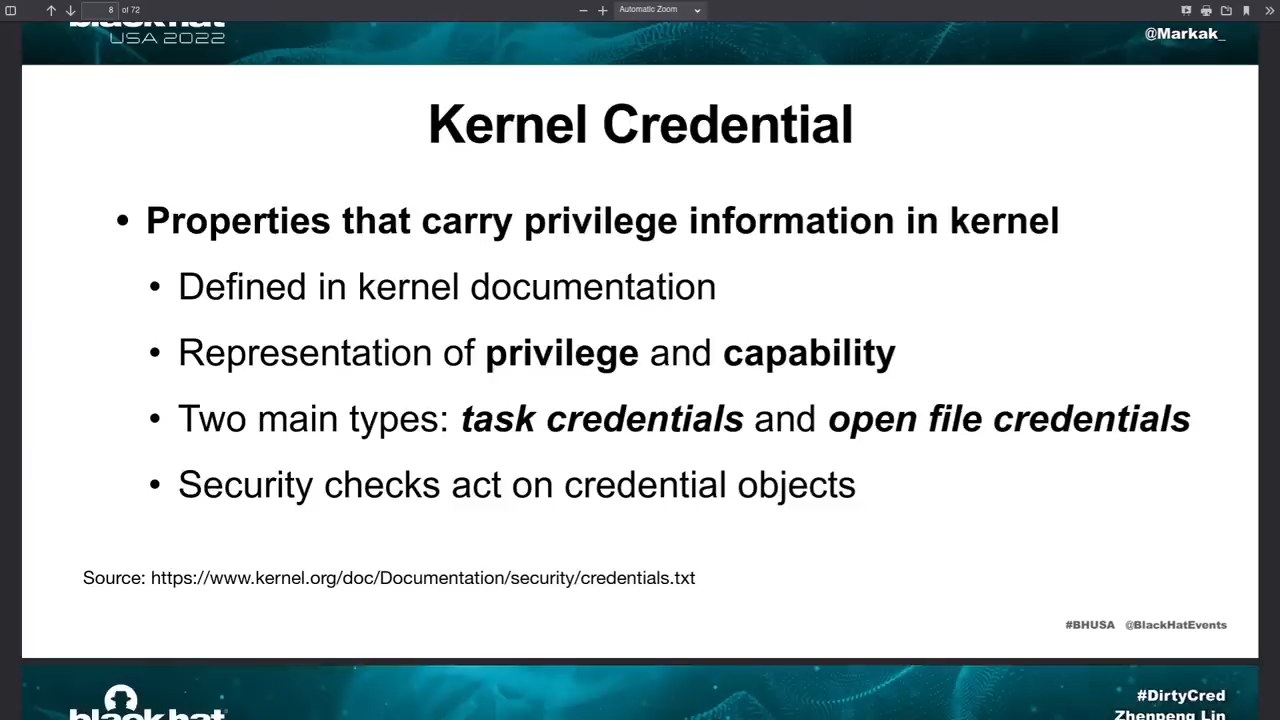 8 of 72
Automatic Zoom
black hat
USA 2022
@Markak_
Kernel Credential
• Properties that carry privilege information in kernel
• Defined in kernel documentation
• Representation of privilege and capability
• Two main types: task credentials and open file credentials
• Security checks act on credential objects
Source: https://www.kernel.org/doc/Documentation/security/credentials.txt
#BHUSA @BlackHatEvents
black hat
#DirtyCred
Zhenpeng Lin